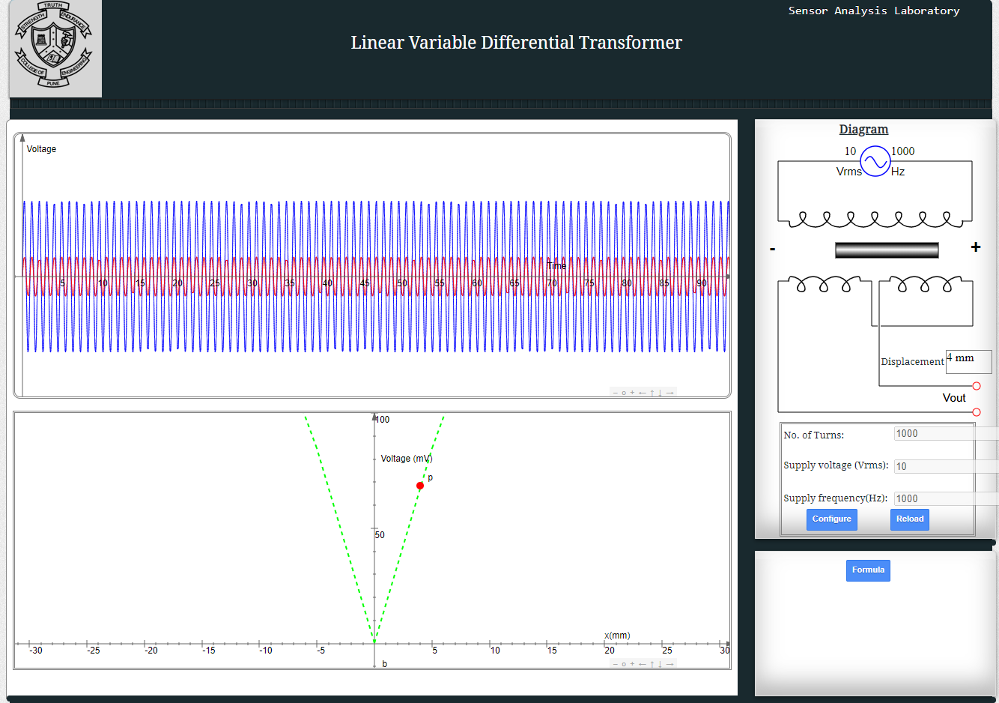 TRUTH
STRENGTH
ENDURANCE
COLLEGE OF
ENGINEERING
PUNE
Sensor Analysis Laboratory
Linear Variable Differential Transformer
Voltage
Time
5 10 15 20 25 30 35 40 45 50 55 60 65 70 75 80 85 90
− o + ← ↑ ↓ →
100
Voltage (mV)
p
50
x(mm)
-30 -25 -20 -15 -10 -5 5 10 15 20 25 30
b
− o + ← ↑ ↓ →
Diagram
10 1000
Vrms Hz
- +
Displacement 4 mm
Vout
No. of Turns: 1000
Supply voltage (Vrms): 10
Supply frequency(Hz): 1000
Configure Reload
Formula